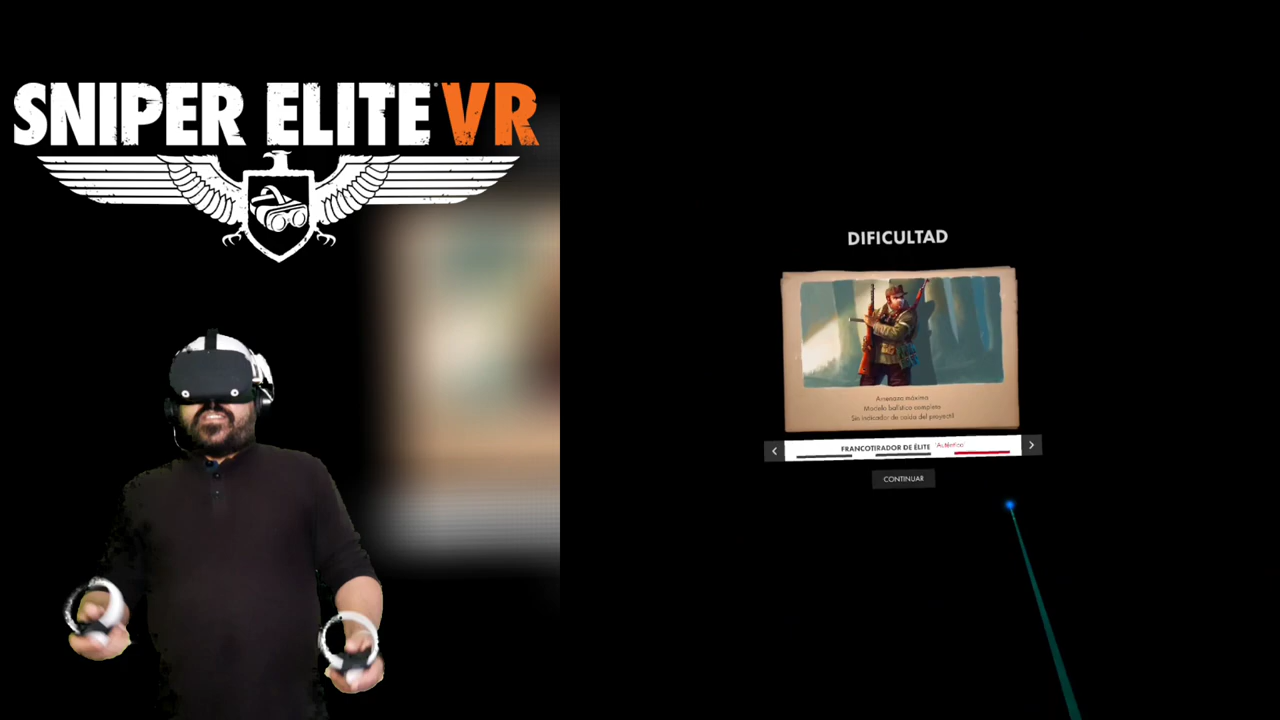 SNIPER ELITE VR
DIFICULTAD
Amenaza máxima
Modelo balístico completo
Sin indicador de caída del proyectil
FRANCOTIRADOR DE ÉLITE "Auténtico"
CONTINUAR